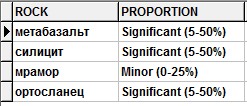 ROCK PROPORTION
метабазальт Significant (5-50%)
силицит Significant (5-50%)
мрамор Minor (0-25%)
ортосланец Significant (5-50%)